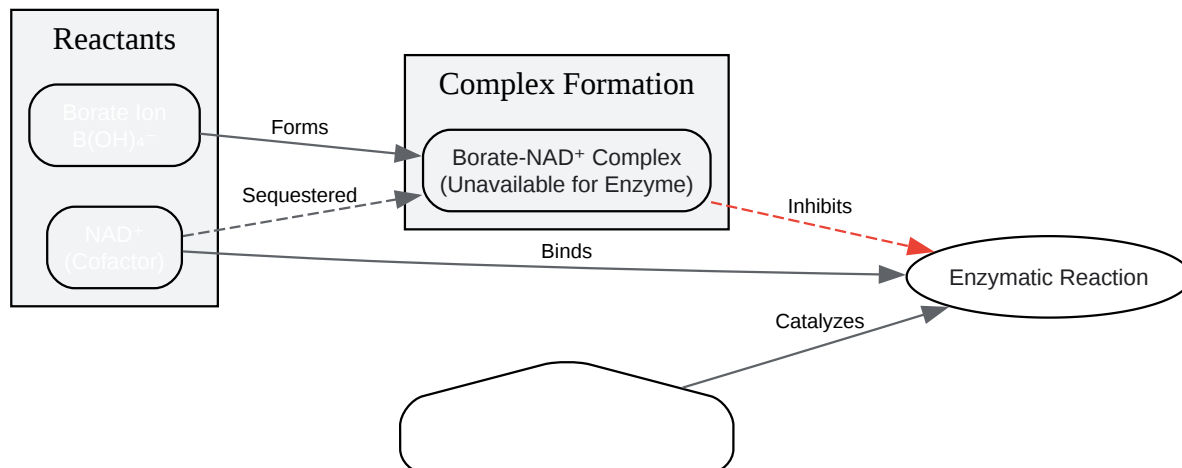 Reactants
Complex Formation
Borate Ion
B(OH)₄⁻
Forms
Borate-NAD⁺ Complex
(Unavailable for Enzyme)
Sequestered
Inhibits
NAD⁺
(Cofactor)
Binds
Enzymatic Reaction
Catalyzes